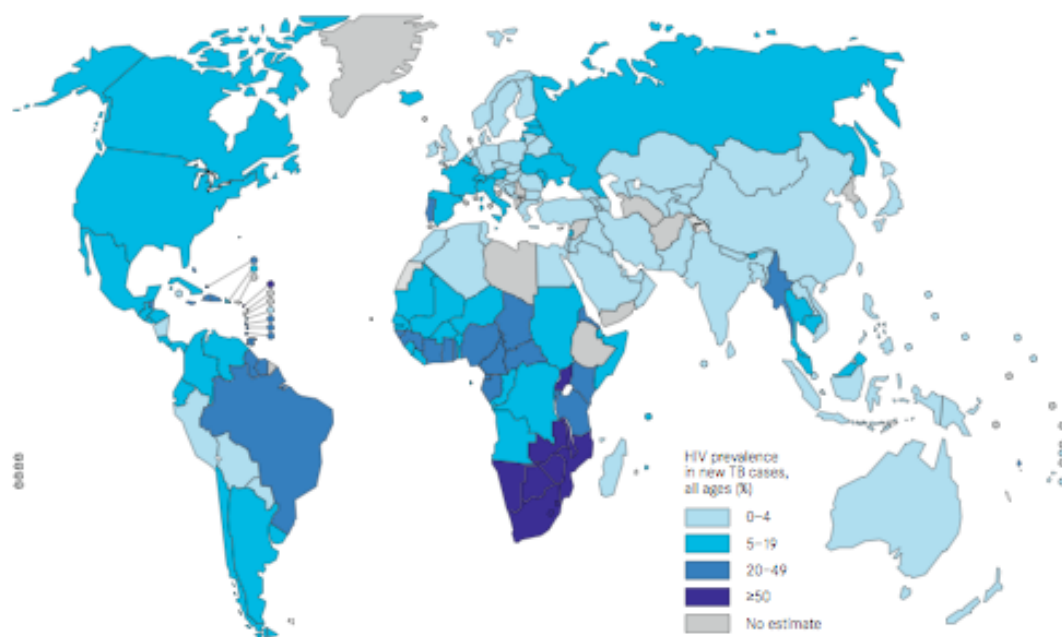 HIV prevalence
in new TB cases,
all ages (%)
0–4
5–19
20–49
≥50
No estimate